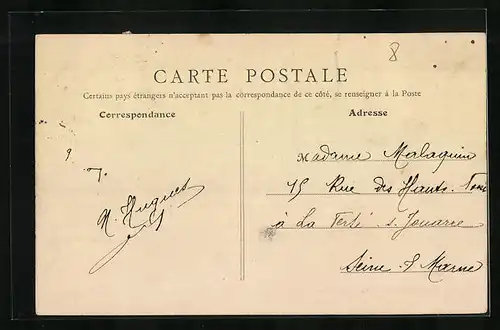 8
CARTE POSTALE
Certains pays étrangers n'acceptant pas la correspondance de ce côté, se renseigner à la Poste
Correspondance
Adresse
Madame Malaquin
15 Rue des Hauts-
à La Ferté s. Jouarre
Seine-&-Marne
H. Hugues